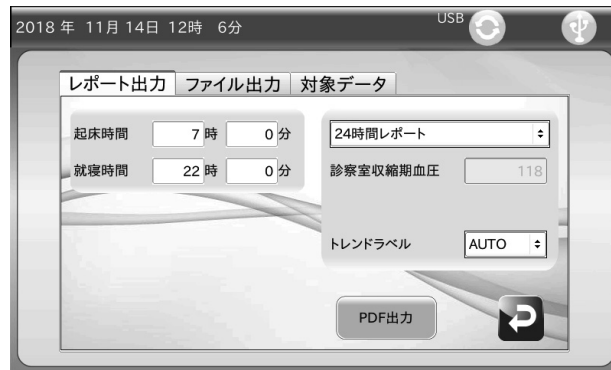 2018 年 11月 14日 12時 6分 USB
レポート出力 ファイル出力 対象データ
起床時間 7 時 0 分
就寝時間 22 時 0 分
24時間レポート
診察室収縮期血圧 118
トレンドラベル AUTO
PDF出力